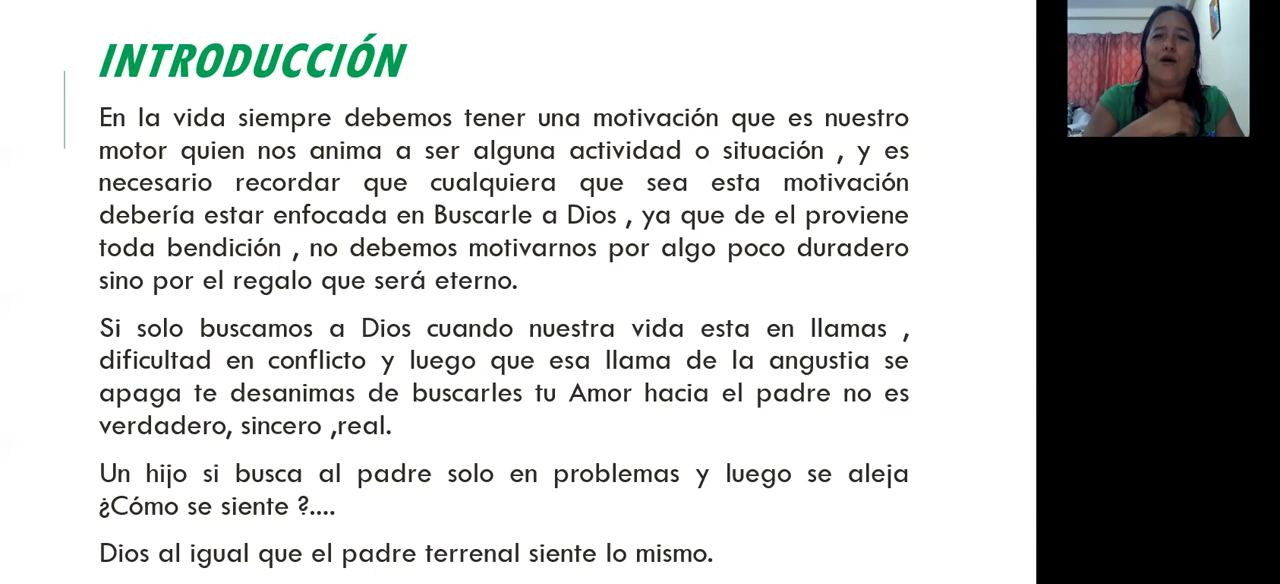 INTRODUCCIÓN
En la vida siempre debemos tener una motivación que es nuestro
motor quien nos anima a ser alguna actividad o situación , y es
necesario recordar que cualquiera que sea esta motivación
debería estar enfocada en Buscarle a Dios , ya que de el proviene
toda bendición , no debemos motivarnos por algo poco duradero
sino por el regalo que será eterno.
Si solo buscamos a Dios cuando nuestra vida esta en llamas ,
dificultad en conflicto y luego que esa llama de la angustia se
apaga te desanimas de buscarles tu Amor hacia el padre no es
verdadero, sincero ,real.
Un hijo si busca al padre solo en problemas y luego se aleja
¿Cómo se siente ?....
Dios al igual que el padre terrenal siente lo mismo.